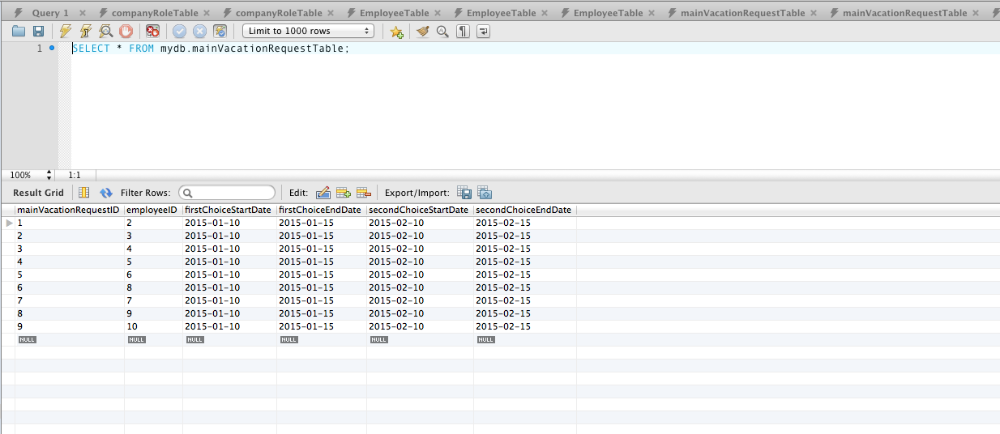 Query 1 companyRoleTable companyRoleTable EmployeeTable EmployeeTable EmployeeTable mainVacationRequestTable mainVacationRequestTable
Limit to 1000 rows
1 SELECT * FROM mydb.mainVacationRequestTable;
100% 1:1
Result Grid Filter Rows: Edit: Export/Import:
mainVacationRequestID employeeID firstChoiceStartDate firstChoiceEndDate secondChoiceStartDate secondChoiceEndDate
1 2 2015-01-10 2015-01-15 2015-02-10 2015-02-15
2 3 2015-01-10 2015-01-15 2015-02-10 2015-02-15
3 4 2015-01-10 2015-01-15 2015-02-10 2015-02-15
4 5 2015-01-10 2015-01-15 2015-02-10 2015-02-15
5 6 2015-01-10 2015-01-15 2015-02-10 2015-02-15
6 8 2015-01-10 2015-01-15 2015-02-10 2015-02-15
7 7 2015-01-10 2015-01-15 2015-02-10 2015-02-15
8 9 2015-01-10 2015-01-15 2015-02-10 2015-02-15
9 10 2015-01-10 2015-01-15 2015-02-10 2015-02-15
NULL NULL NULL NULL NULL NULL